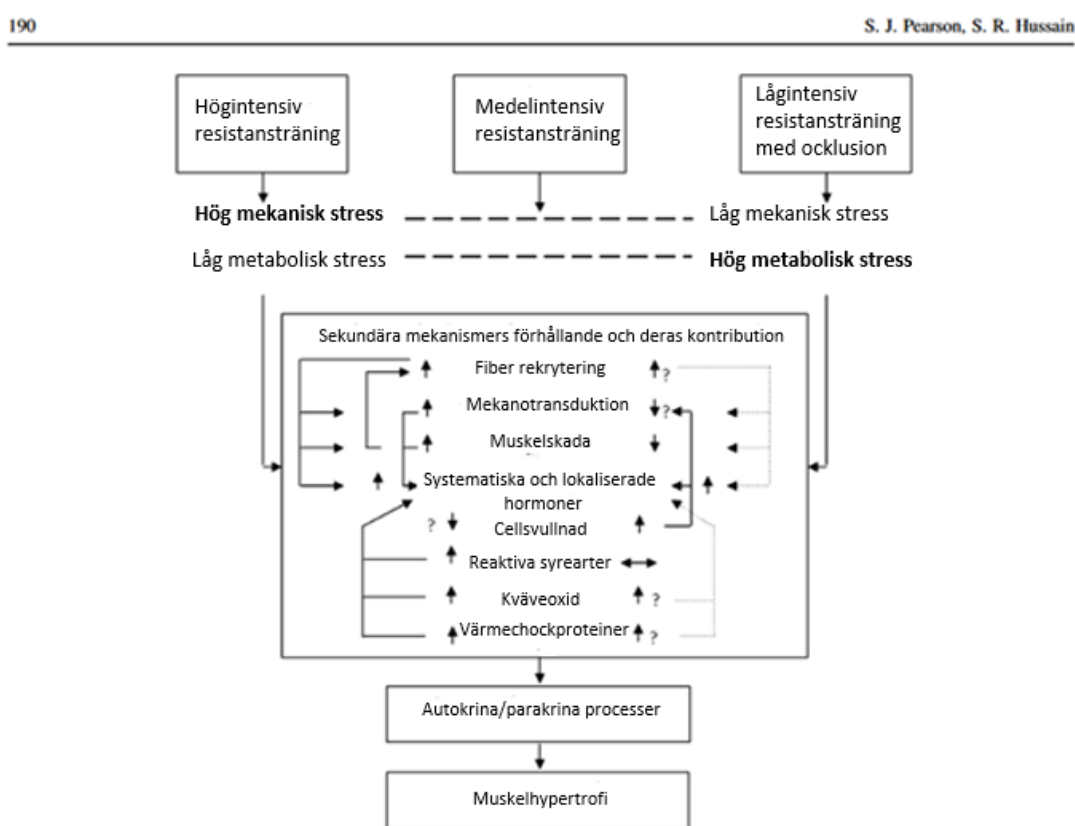 190
S. J. Pearson, S. R. Hussain
Högintensiv
resistansträning
Medelintensiv
resistansträning
Lågintensiv
resistansträning
med ocklusion
Hög mekanisk stress
Låg mekanisk stress
Låg metabolisk stress
Hög metabolisk stress
Sekundära mekanismers förhållande och deras kontribution
Fiber rekrytering
?
Mekanotransduktion
?
Muskelskada
Systematiska och lokaliserade
hormoner
?
Cellsvullnad
Reaktiva syrearter
Kväveoxid
?
Värmechockproteiner
?
Autokrina/parakrina processer
Muskelhypertrofi